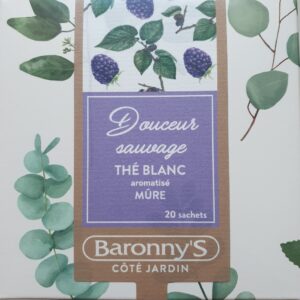 Douceur
sauvage
THÉ BLANC
aromatisé
MÛRE
20 sachets
Baronny'S
CÔTÉ JARDIN